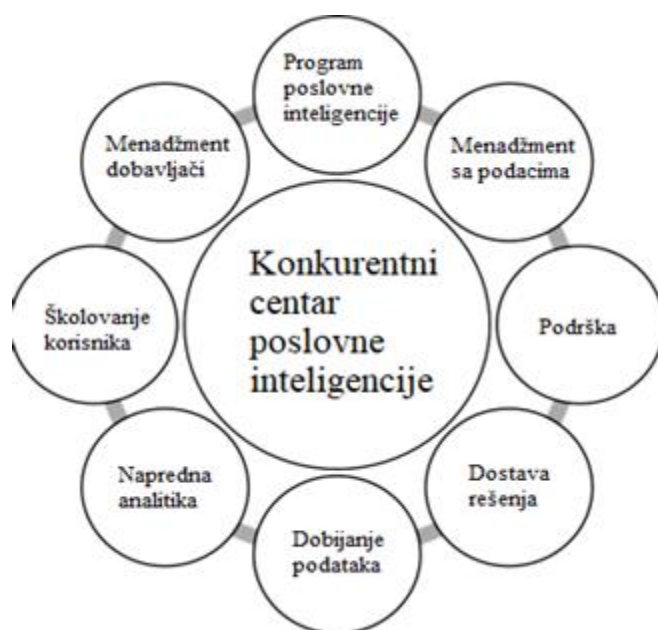 Program
poslovne
inteligencije
Menadžment
sa podacima
Podrška
Dostava
rešenja
Dobijanje
podataka
Napredna
analitika
Školovanje
korisnika
Menadžment
dobavljači
Konkurentni
centar
poslovne
inteligencije